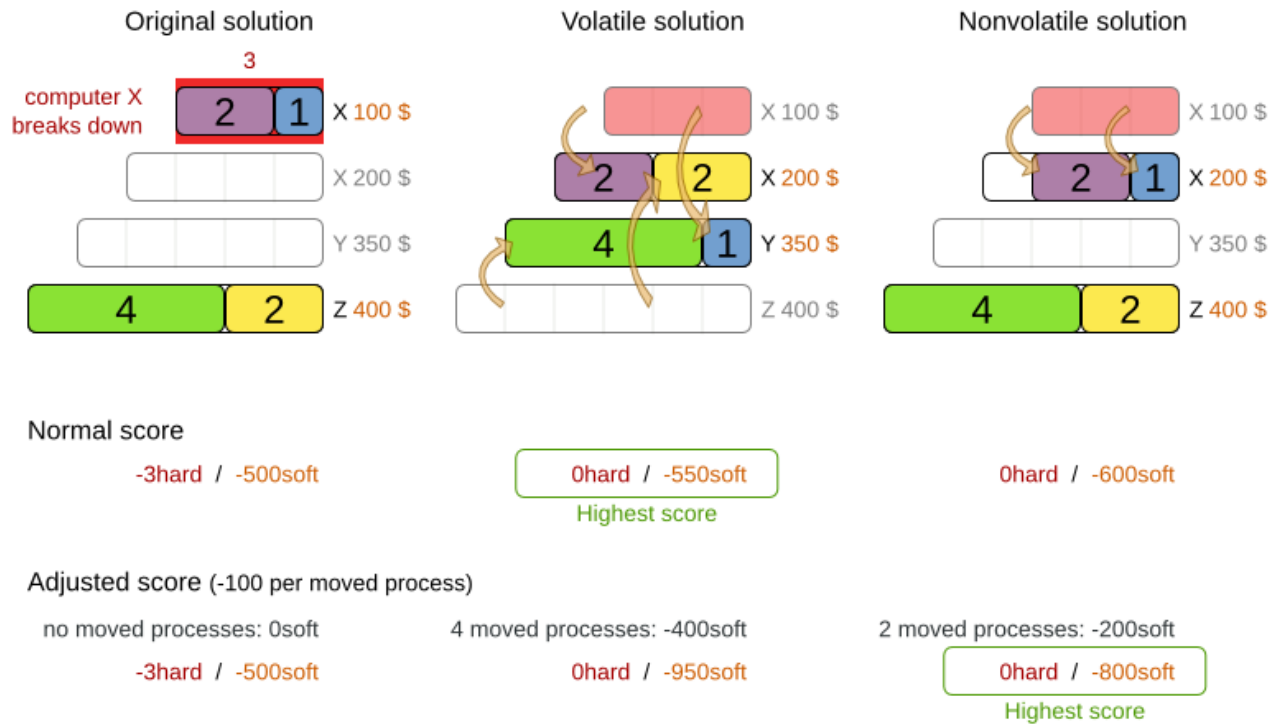 Original solution
Volatile solution
Nonvolatile solution
3
computer X
breaks down
2 1 X 100 $
X 100 $
X 100 $
X 200 $
2 2 X 200 $
2 1 X 200 $
Y 350 $
4 1 Y 350 $
Y 350 $
4 2 Z 400 $
Z 400 $
4 2 Z 400 $
Normal score
-3hard / -500soft
0hard / -550soft
0hard / -600soft
Highest score
Adjusted score (-100 per moved process)
no moved processes: 0soft
4 moved processes: -400soft
2 moved processes: -200soft
-3hard / -500soft
0hard / -950soft
0hard / -800soft
Highest score